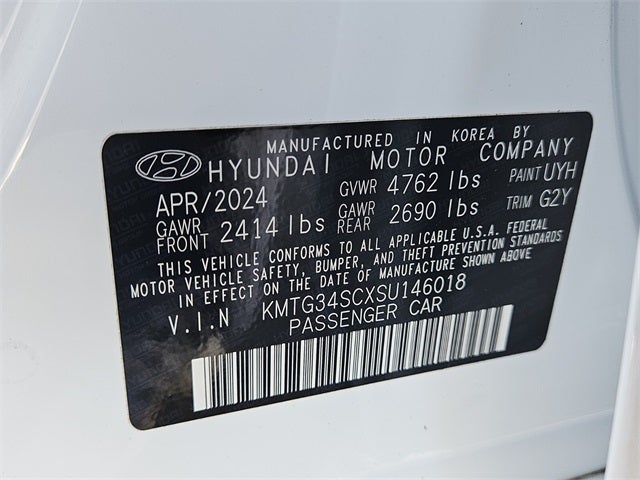 MANUFACTURED IN KOREA BY
HYUNDAI MOTOR COMPANY
APR/2024 GVWR 4762 lbs PAINT UYH
GAWR FRONT 2414 lbs GAWR REAR 2690 lbs TRIM G2Y
THIS VEHICLE CONFORMS TO ALL APPLICABLE U.S.A. FEDERAL
MOTOR VEHICLE SAFETY, BUMPER, AND THEFT PREVENTION STANDARDS
IN EFFECT ON THE DATE OF MANUFACTURE SHOWN ABOVE.
V.I.N KMTG34SCXSU146018
PASSENGER CAR